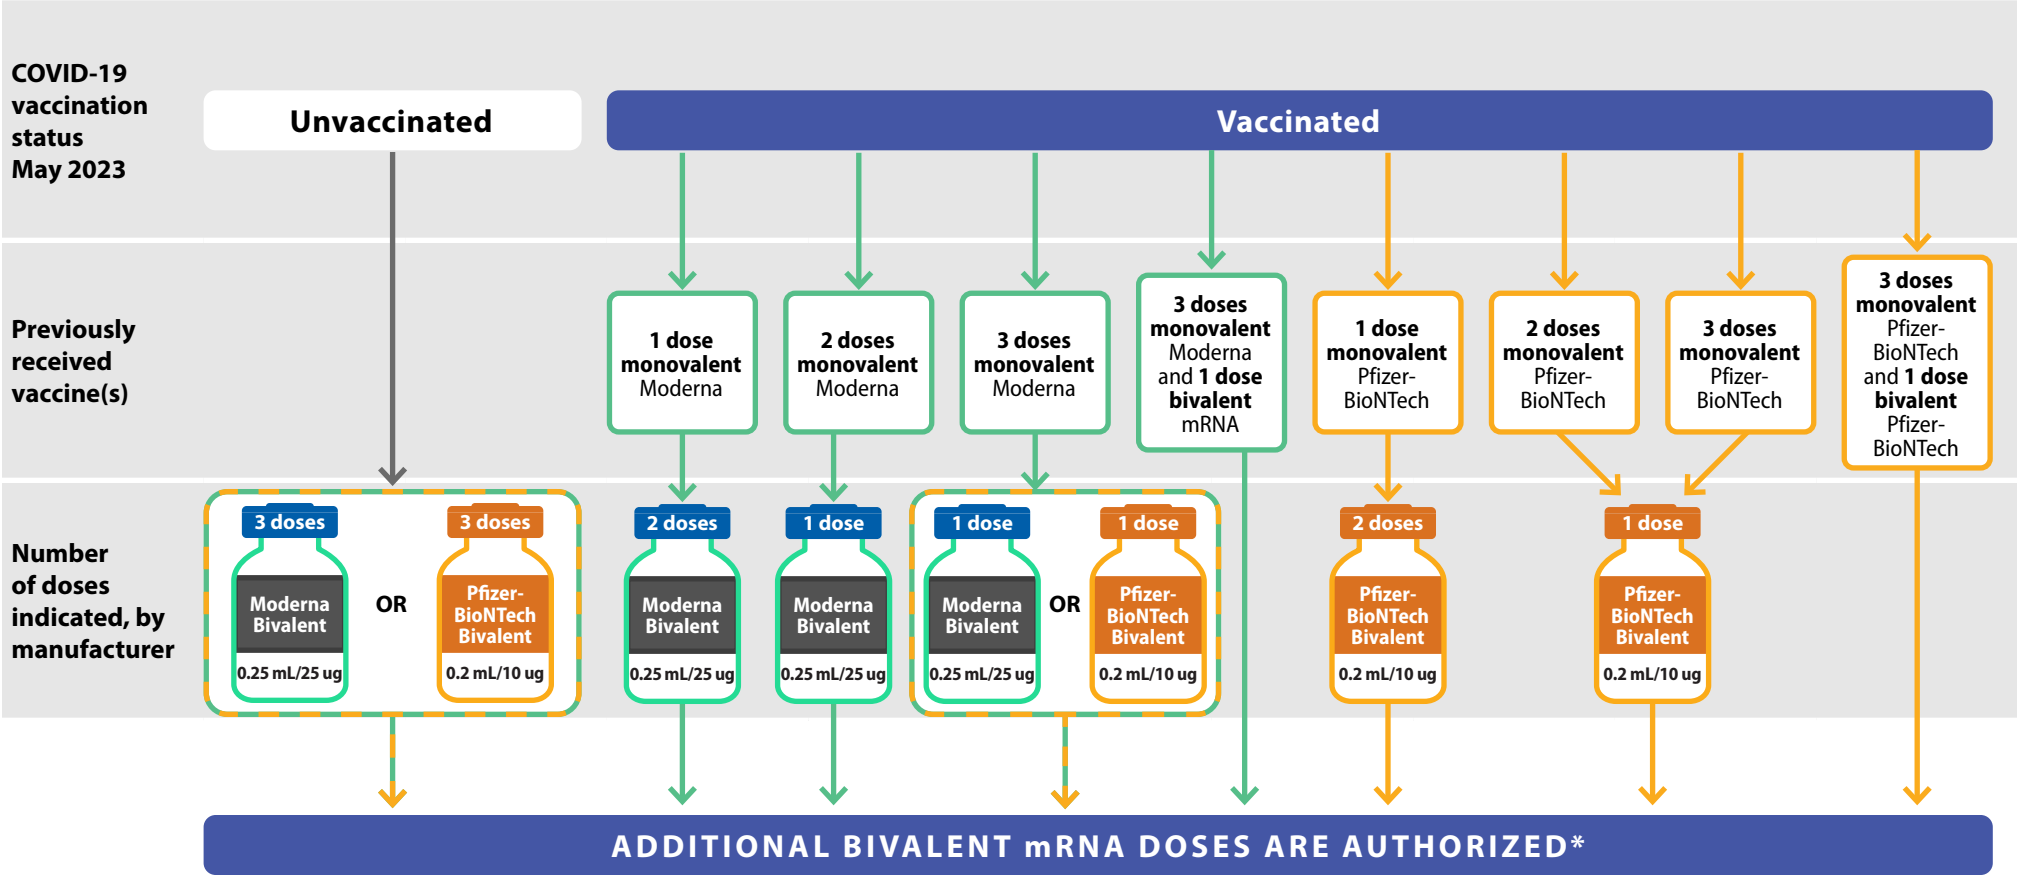 COVID-19
vaccination
status
May 2023
Unvaccinated
Vaccinated
Previously
received
vaccine(s)
1 dose
monovalent
Moderna
2 doses
monovalent
Moderna
3 doses
monovalent
Moderna
3 doses
monovalent
Moderna
and 1 dose
bivalent
mRNA
1 dose
monovalent
Pfizer-
BioNTech
2 doses
monovalent
Pfizer-
BioNTech
3 doses
monovalent
Pfizer-
BioNTech
3 doses
monovalent
Pfizer-
BioNTech
and 1 dose
bivalent
Pfizer-
BioNTech
Number
of doses
indicated, by
manufacturer
3 doses
Moderna
Bivalent
0.25 mL/25 ug
OR
3 doses
Pfizer-
BioNTech
Bivalent
0.2 mL/10 ug
2 doses
Moderna
Bivalent
0.25 mL/25 ug
1 dose
Moderna
Bivalent
0.25 mL/25 ug
1 dose
Moderna
Bivalent
0.25 mL/25 ug
OR
1 dose
Pfizer-
BioNTech
Bivalent
0.2 mL/10 ug
2 doses
Pfizer-
BioNTech
Bivalent
0.2 mL/10 ug
1 dose
Pfizer-
BioNTech
Bivalent
0.2 mL/10 ug
ADDITIONAL BIVALENT mRNA DOSES ARE AUTHORIZED*